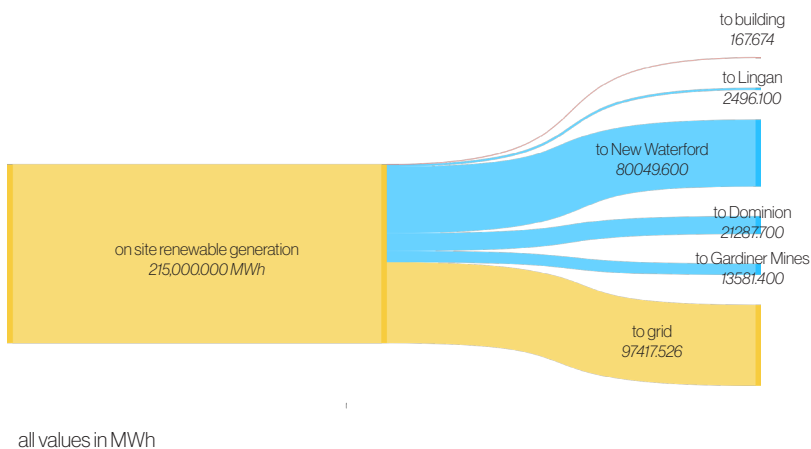 to building
167.674
to Lingan
2496.100
to New Waterford
80049.600
to Dominion
21287.700
to Gardiner Mines
13581.400
on site renewable generation
215,000.000 MWh
to grid
97417.526
all values in MWh